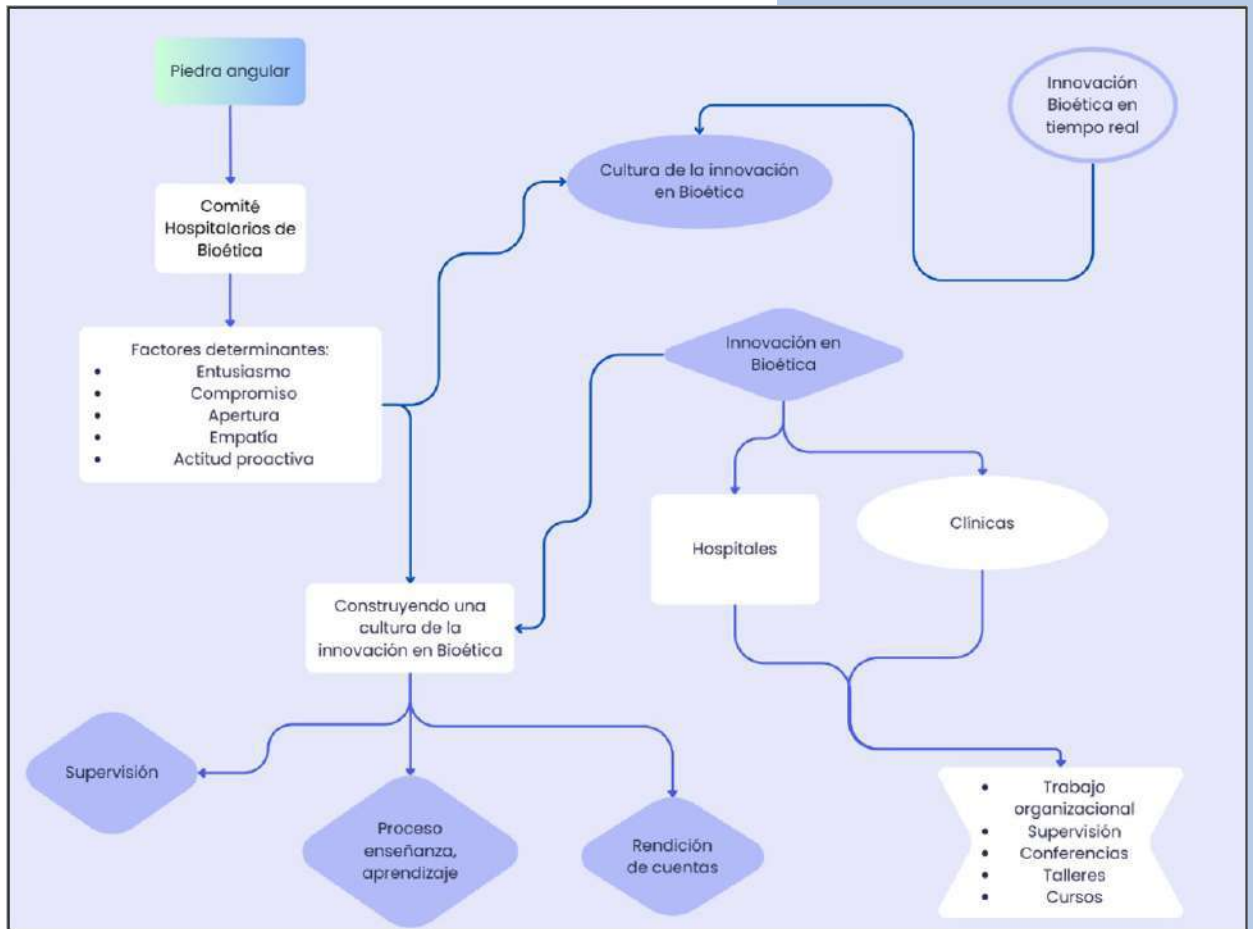 Piedra angular
Innovación
Bioética en
tiempo real
Cultura de la innovación
en Bioética
Comité
Hospitalarios de
Bioética
Factores determinantes:
• Entusiasmo
• Compromiso
• Apertura
• Empatía
• Actitud proactiva
Innovación en
Bioética
Hospitales
Clínicas
Construyendo una
cultura de la
innovación en Bioética
Supervisión
Proceso
enseñanza,
aprendizaje
Rendición
de cuentas
• Trabajo
organizacional
• Supervisión
• Conferencias
• Talleres
• Cursos